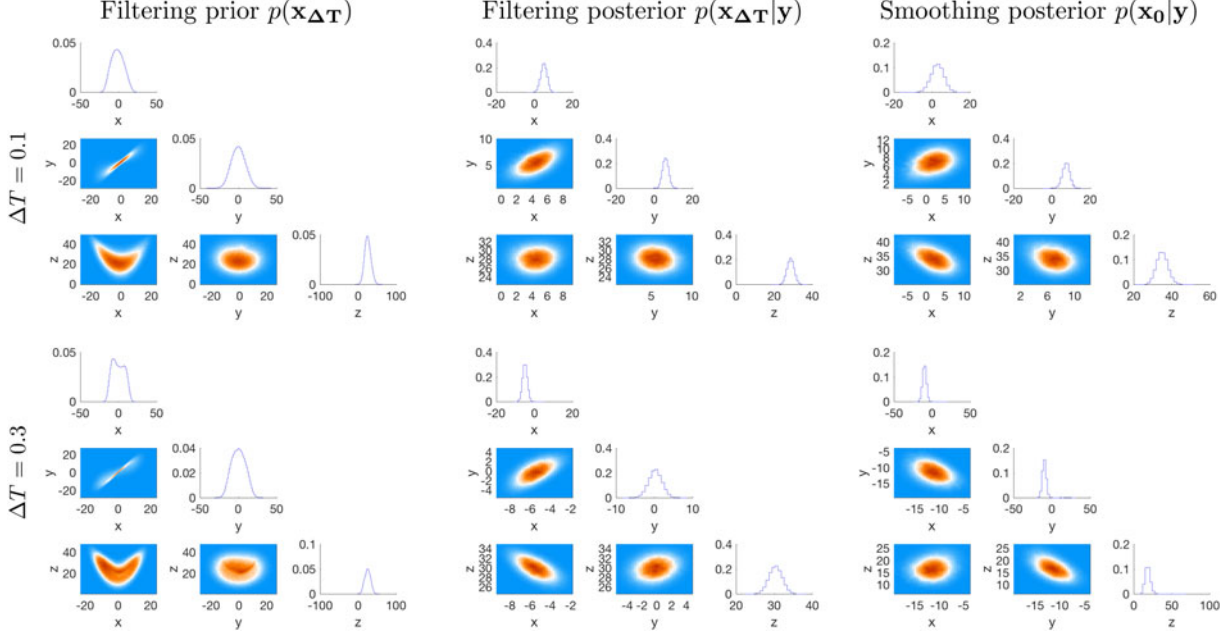 Filtering prior p(x_ΔT) Filtering posterior p(x_ΔT|y) Smoothing posterior p(x_0|y)
ΔT = 0.1
0.05 0.4 0.2
0.2 0.1
0 0 0
-50 0 50 -20 0 20 -20 0 20
x x x
y 20 0 -20 0.05 y 10 5 0.4 0.2 0 y 12 10 8 6 4 2 0.4 0.2 0
0
-20 0 20 -50 0 50 0 2 4 6 8 -20 0 20 -5 0 5 10 -20 0 20
x y x y x y
z 40 20 z 40 20 0.05 z 32 30 28 26 24 z 32 30 28 26 24 0.4 0.2 0 z 40 35 30 z 40 35 30 0.2 0.1 0
0
-20 0 20 -20 0 20 -100 0 100 0 2 4 6 8 5 10 0 20 40 -5 0 5 10 2 6 10 20 40 60
x y z x y z x y z
ΔT = 0.3
0.05 0.4 0.2
0.2 0.1
0 0 0
-50 0 50 -20 0 20 -50 0 50
x x x
y 20 0 -20 0.04 0.02 0 y 4 2 0 -2 -4 0.4 0.2 0 y -5 -10 -15 0.2 0.1 0
-20 0 20 -50 0 50 -8 -6 -4 -2 -10 0 10 -15 -10 -5 -50 0 50
x y x y x y
z 40 20 z 40 20 0.1 0.05 0 z 34 32 30 28 26 z 34 32 30 28 26 0.4 0.2 0 z 25 20 15 10 z 25 20 15 10 0.2 0.1 0
-20 0 20 -20 0 20 -100 0 100 -8 -6 -4 -2 -4 -2 0 2 4 20 30 40 -15 -10 -5 -15 -10 -5 0 50 100
x y z x y z x y z